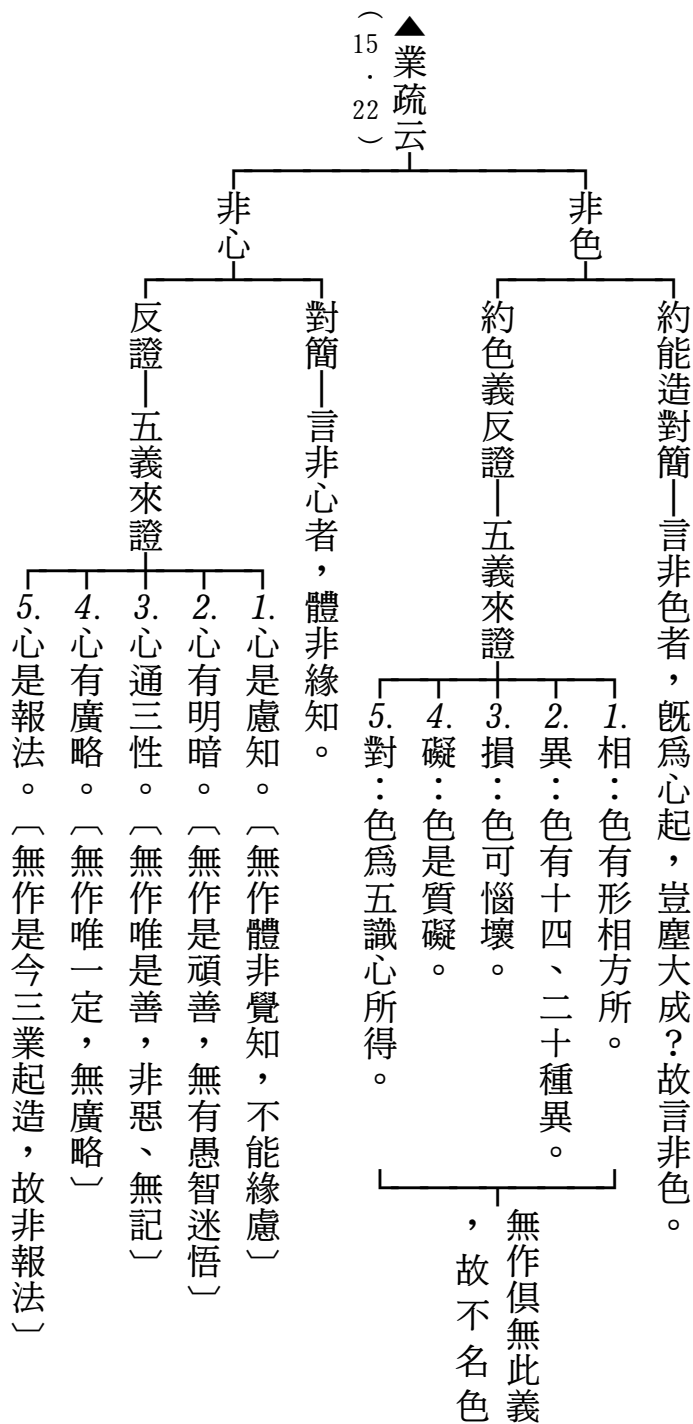 ▲業疏云
（15．22）
非色
約能造對簡—言非色者，旣為心起，豈塵大成？故言非色。
約色義反證—五義來證
1.相：色有形相方所。
2.異：色有十四、二十種異。
3.損：色可惱壞。
4.礙：色是質礙。
5.對：色為五識心所得。
無作俱無此義
，故不名色
非心
對簡—言非心者，體非緣知。
反證—五義來證
1.心是慮知。〔無作體非覺知，不能緣慮〕
2.心有明暗。〔無作是頑善，無有愚智迷悟〕
3.心通三性。〔無作唯是善，非惡、無記〕
4.心有廣略。〔無作唯一定，無廣略〕
5.心是報法。〔無作是今三業起造，故非報法〕